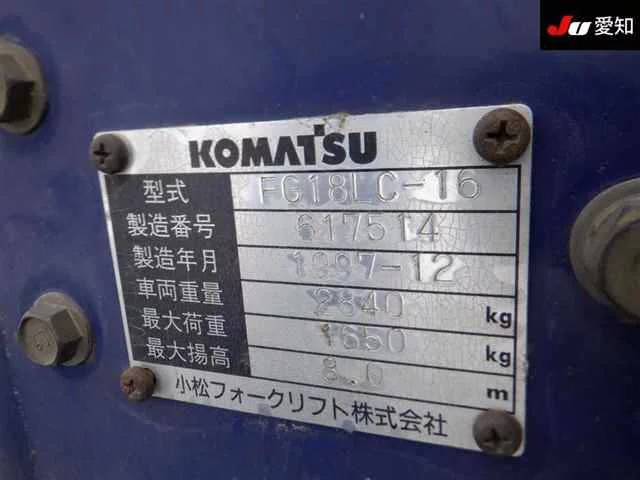 JU 愛知
KOMATSU
型式 FG18LC-16
製造番号 617514
製造年月 1997-12
車両重量 2840 kg
最大荷重 1650 kg
最大揚高 m
小松フォークリフト株式会社